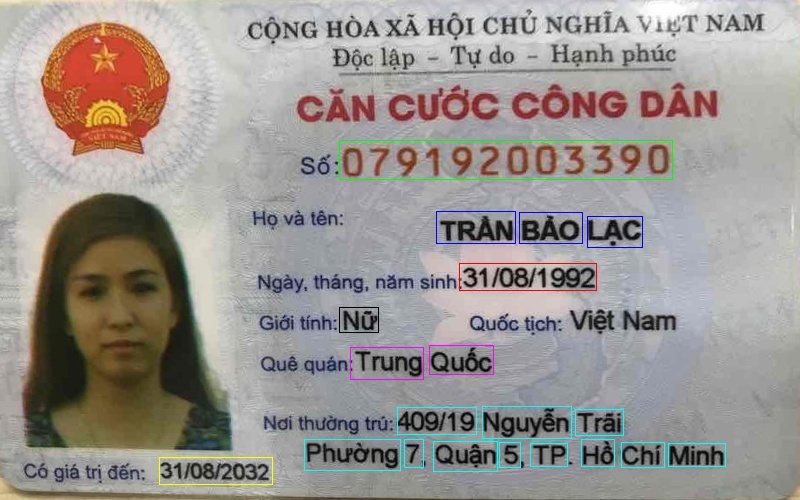 CỘNG HÒA XÃ HỘI CHỦ NGHĨA VIỆT NAM
Độc lập - Tự do - Hạnh phúc
CĂN CƯỚC CÔNG DÂN
Số: 079192003390
Họ và tên: TRẦN BẢO LẠC
Ngày, tháng, năm sinh: 31/08/1992
Giới tính: Nữ Quốc tịch: Việt Nam
Quê quán: Trung Quốc
Nơi thường trú: 409/19 Nguyễn Trãi
Phường 7, Quận 5, TP. Hồ Chí Minh
Có giá trị đến: 31/08/2032